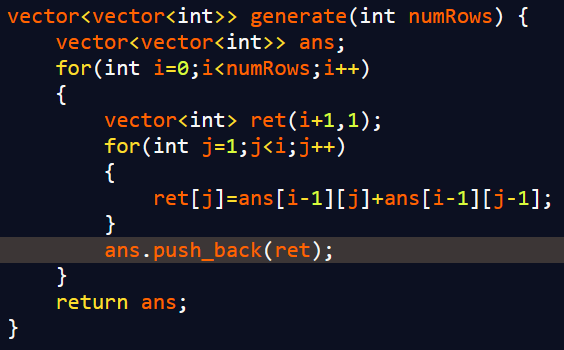 vector<vector<int>> generate(int numRows) {
    vector<vector<int>> ans;
    for(int i=0;i<numRows;i++)
    {
        vector<int> ret(i+1,1);
        for(int j=1;j<i;j++)
        {
            ret[j]=ans[i-1][j]+ans[i-1][j-1];
        }
        ans.push_back(ret);
    }
    return ans;
}